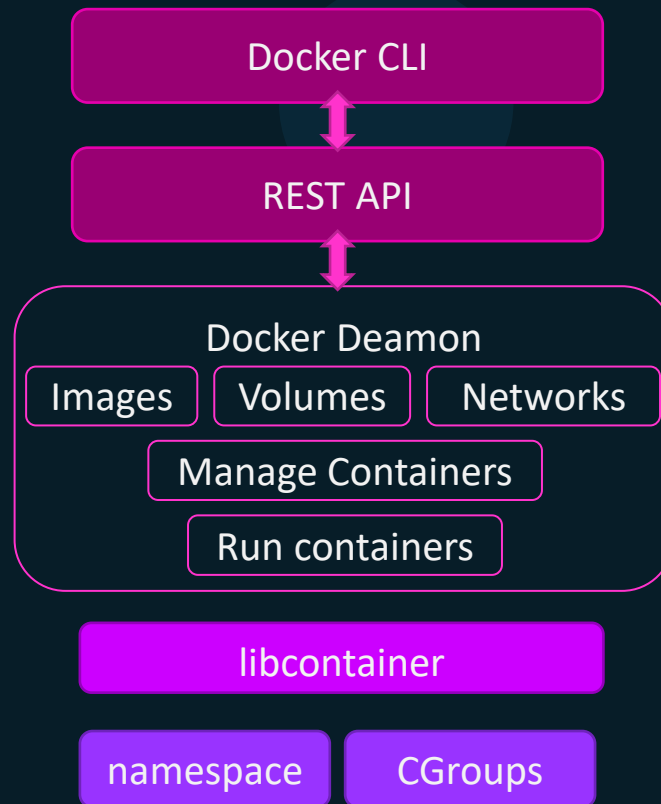 Docker CLI
REST API
Docker Deamon
Images Volumes Networks
Manage Containers
Run containers
libcontainer
namespace CGroups